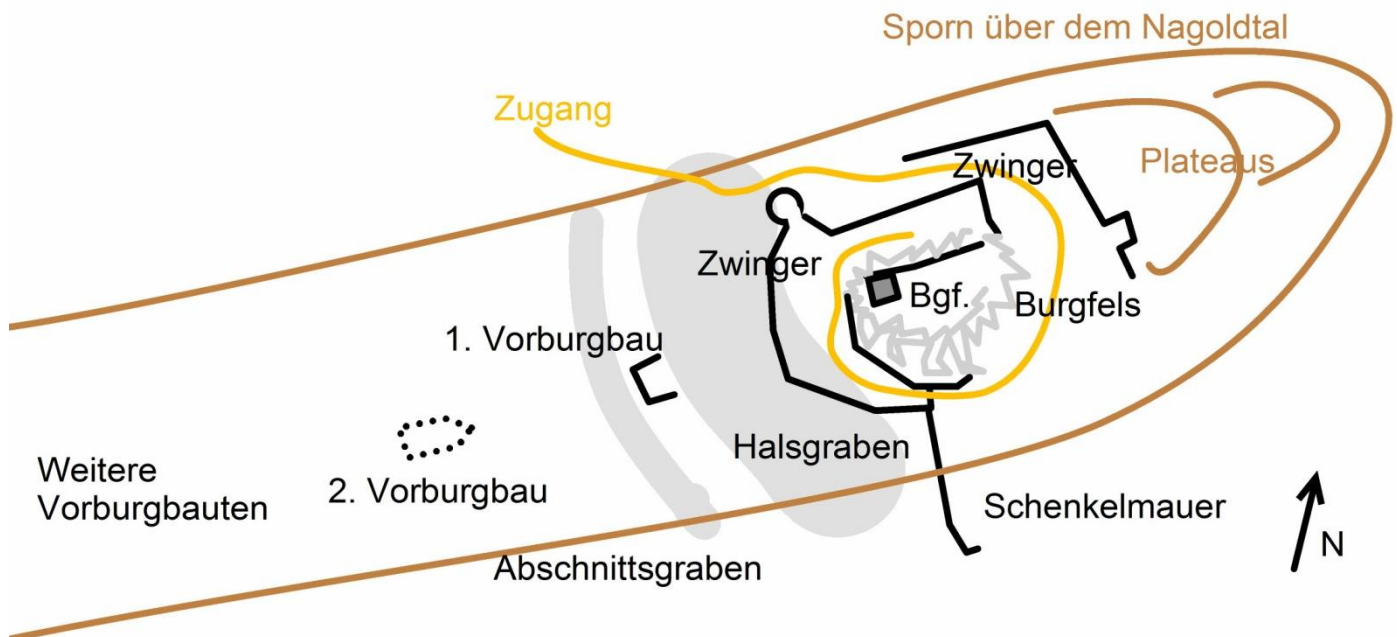 Sporn über dem Nagoldtal
Zugang
Zwinger
Plateaus
Zwinger
Bgf.
Burgfels
1. Vorburgbau
Halsgraben
Weitere
Vorburgbauten
2. Vorburgbau
Schenkelmauer
N
Abschnittsgraben